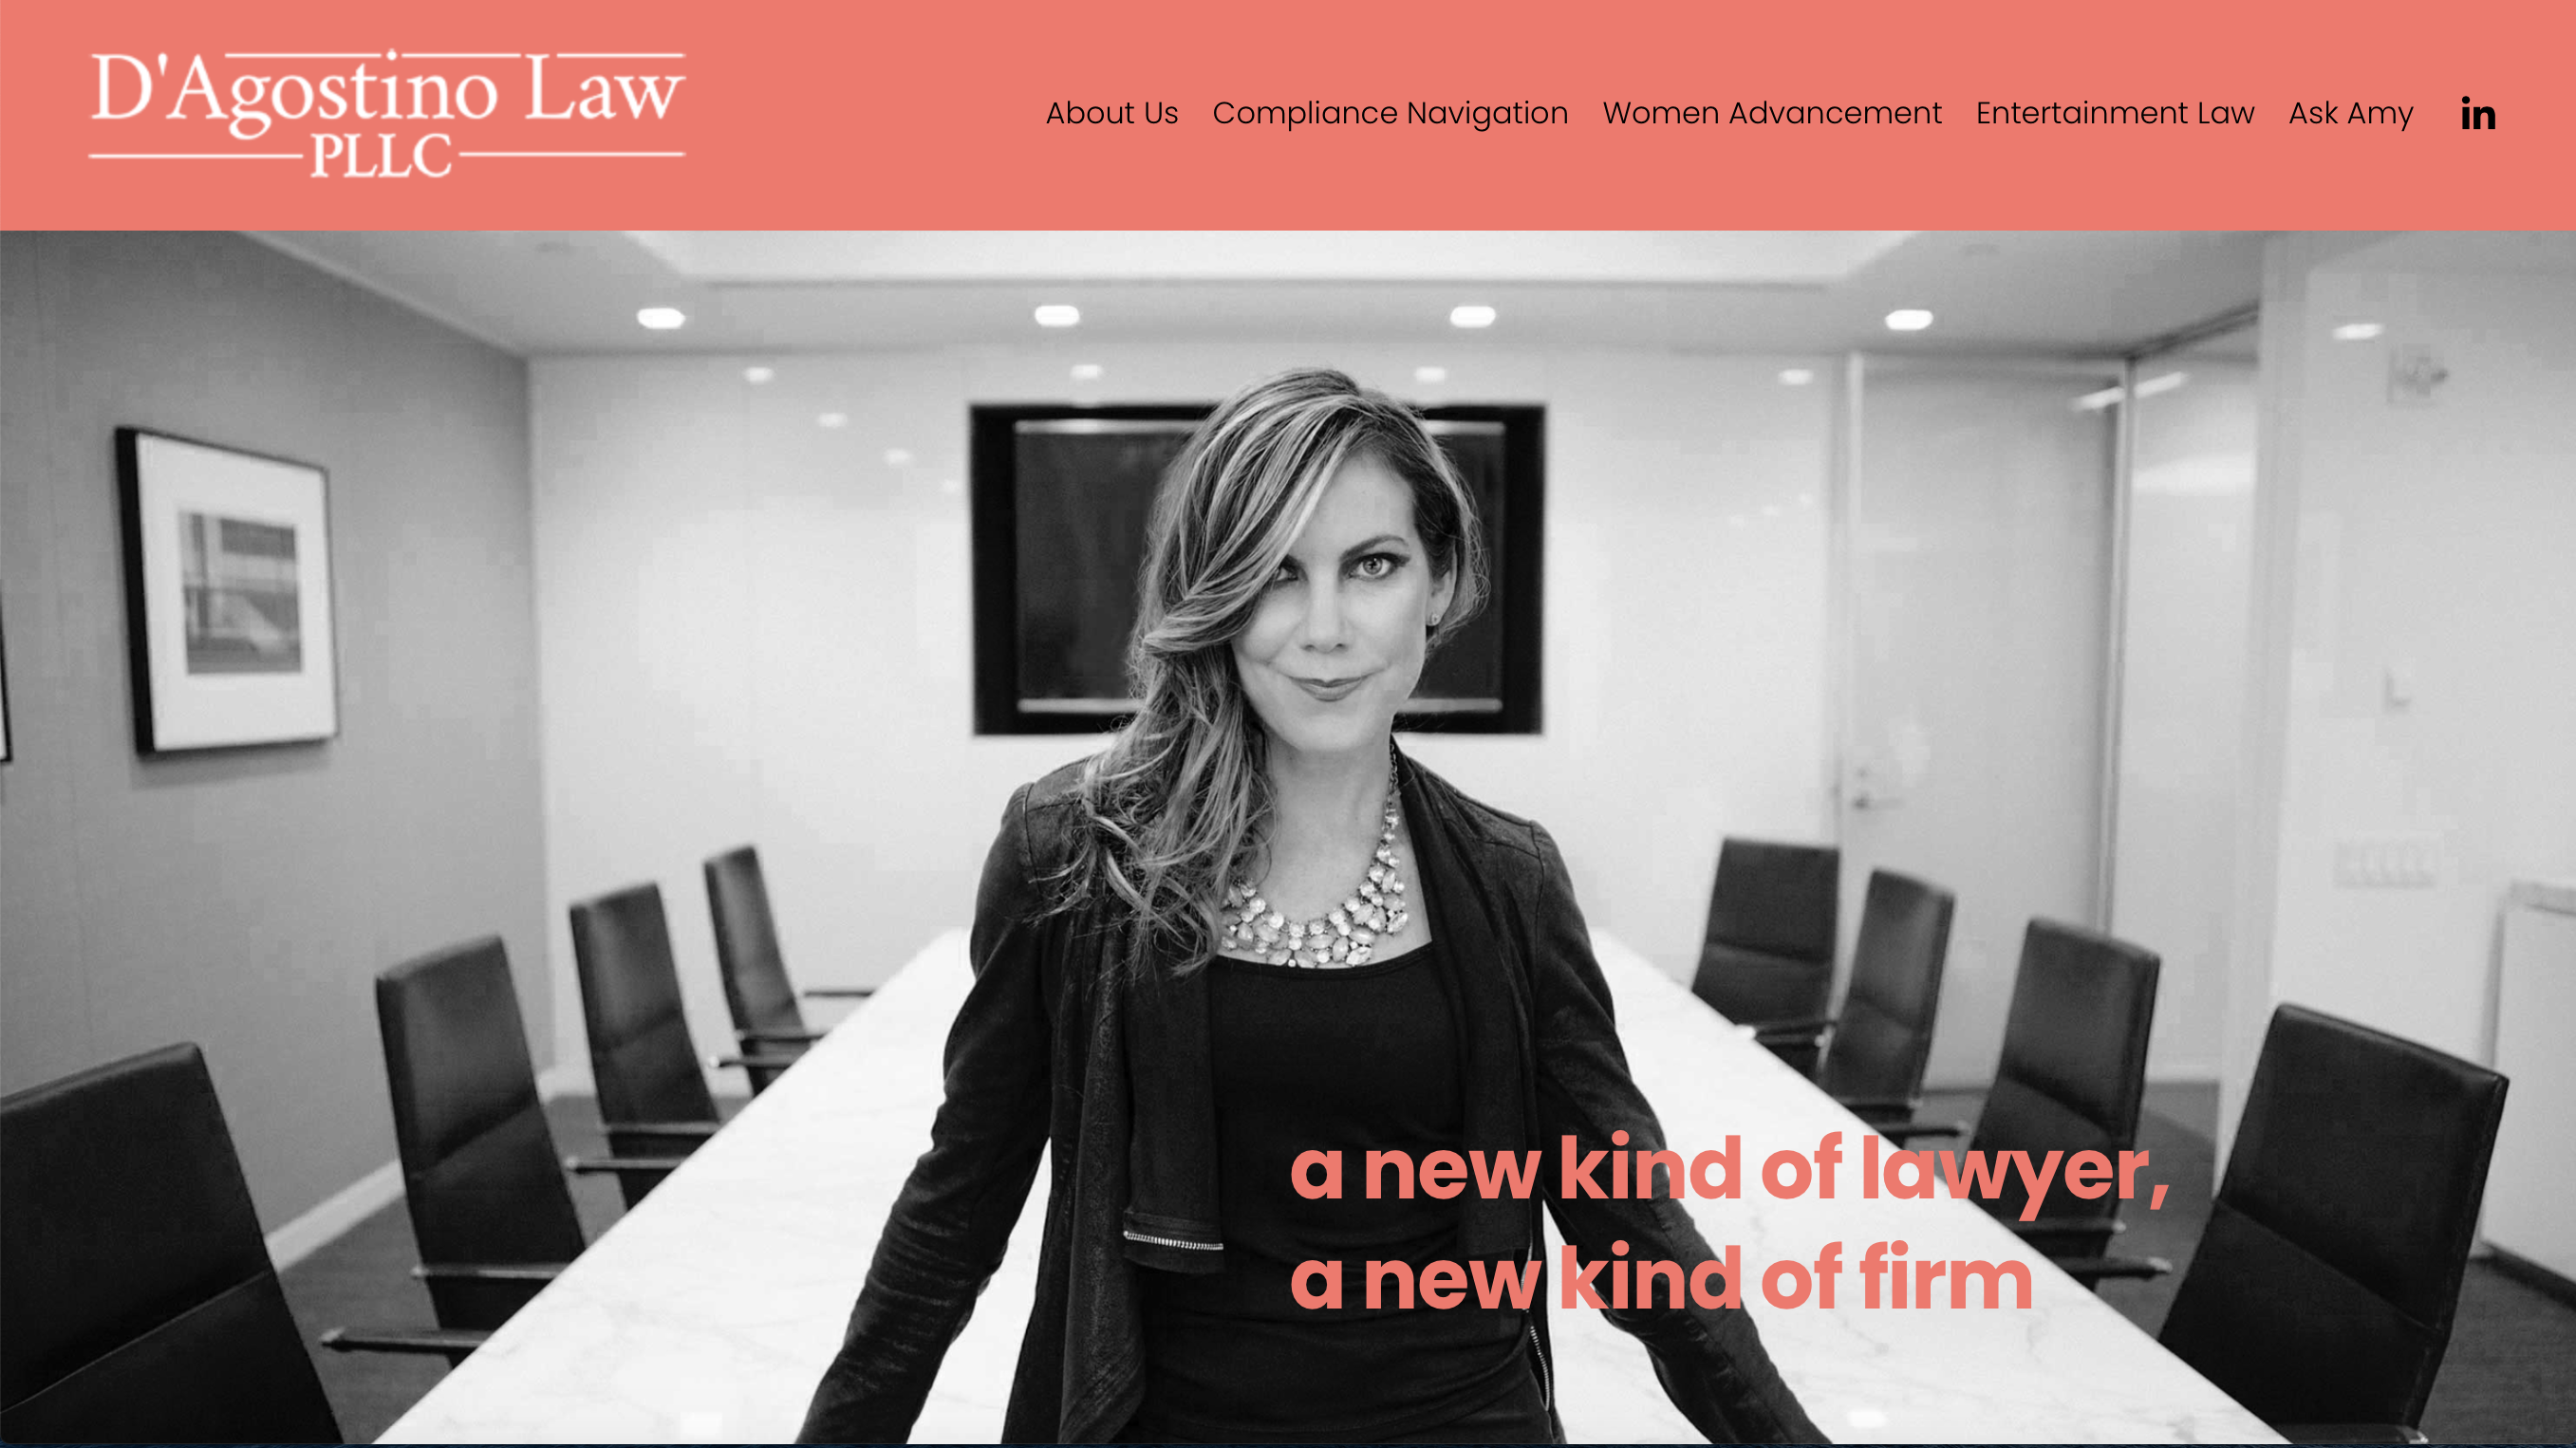 D'Agostino Law
PLLC
About Us Compliance Navigation Women Advancement Entertainment Law Ask Amy in
a new kind of lawyer,
a new kind of firm